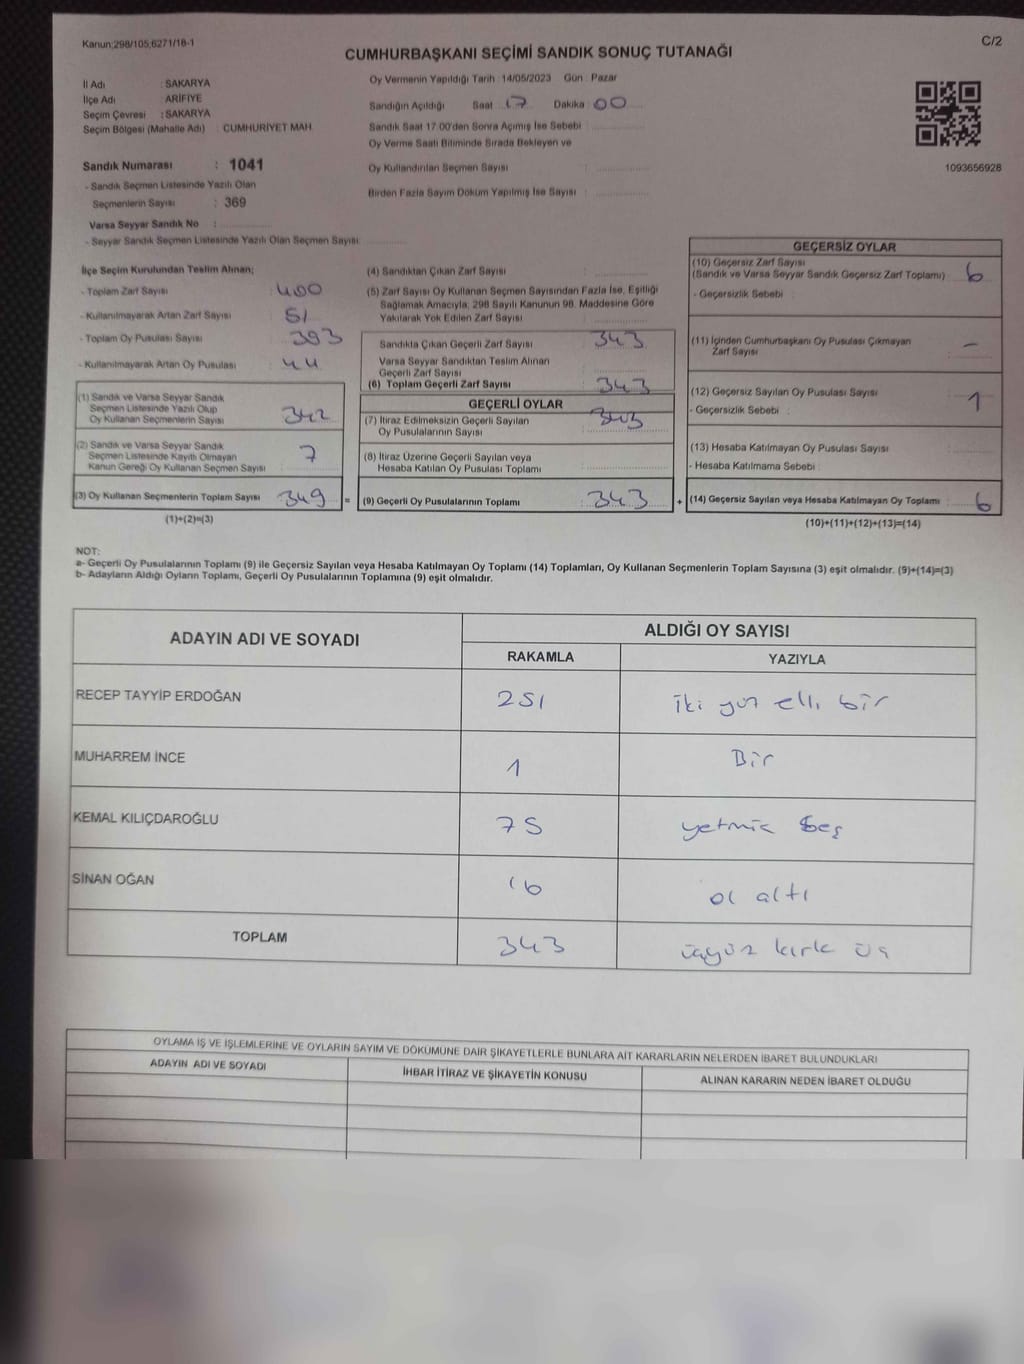 Kanun;298/105,6271/18-1
C/2
CUMHURBAŞKANI SEÇİMİ SANDIK SONUÇ TUTANAĞI
İl Adı : SAKARYA
İlçe Adı : ARİFİYE
Seçim Çevresi : SAKARYA
Seçim Bölgesi (Mahalle Adı) : CUMHURİYET MAH.
Oy Vermenin Yapıldığı Tarih : 14/05/2023 Gün : Pazar
Sandığın Açıldığı Saat 17 Dakika : 00
Sandık Saat 17:00'den Sonra Açımış İse Sebebi :
Oy Verme Saati Bitiminde Sırada Bekleyen ve
Oy Kullandırılan Seçmen Sayısı :
Birden Fazla Sayım Döküm Yapılmış İse Sayısı :
1093656928
Sandık Numarası : 1041
- Sandık Seçmen Listesinde Yazılı Olan
Seçmenlerin Sayısı : 369
Varsa Seyyar Sandık No :
- Seyyar Sandık Seçmen Listesinde Yazılı Olan Seçmen Sayısı:
İlçe Seçim Kurulundan Teslim Alınan;
- Toplam Zarf Sayısı : 400
- Kullanılmayarak Artan Zarf Sayısı : 51
- Toplam Oy Pusulası Sayısı : 393
- Kullanılmayarak Artan Oy Pusulası : 44
(1) Sandık ve Varsa Seyyar Sandık
Seçmen Listesinde Yazılı Olup
Oy Kullanan Seçmenlerin Sayısı : 342
(2) Sandık ve Varsa Seyyar Sandık
Seçmen Listesinde Kayıtlı Olmayan
Kanun Gereği Oy Kullanan Seçmen Sayısı : 7
(3) Oy Kullanan Seçmenlerin Toplam Sayısı : 349 =
(1)+(2)=(3)
(4) Sandıktan Çıkan Zarf Sayısı :
(5) Zarf Sayısı Oy Kullanan Seçmen Sayısından Fazla İse, Eşitliği
Sağlamak Amacıyla, 298 Sayılı Kanunun 98. Maddesine Göre
Yakılarak Yok Edilen Zarf Sayısı :
Sandıkta Çıkan Geçerli Zarf Sayısı : 343
Varsa Seyyar Sandıktan Teslim Alınan
Geçerli Zarf Sayısı :
(6) Toplam Geçerli Zarf Sayısı : 343
GEÇERLİ OYLAR
(7) İtiraz Edilmeksizin Geçerli Sayılan
Oy Pusulalarının Sayısı : 343
(8) İtiraz Üzerine Geçerli Sayılan veya
Hesaba Katılan Oy Pusulası Toplamı :
(9) Geçerli Oy Pusulalarının Toplamı : 343 +
GEÇERSİZ OYLAR
(10) Geçersiz Zarf Sayısı
(Sandık ve Varsa Seyyar Sandık Geçersiz Zarf Toplamı) : 6
- Geçersizlik Sebebi :
(11) İçinden Cumhurbaşkanı Oy Pusulası Çıkmayan
Zarf Sayısı : -
(12) Geçersiz Sayılan Oy Pusulası Sayısı : 1
- Geçersizlik Sebebi :
(13) Hesaba Katılmayan Oy Pusulası Sayısı :
- Hesaba Katılmama Sebebi :
(14) Geçersiz Sayılan veya Hesaba Katılmayan Oy Toplamı : 6
(10)+(11)+(12)+(13)=(14)
NOT:
a- Geçerli Oy Pusulalarının Toplamı (9) ile Geçersiz Sayılan veya Hesaba Katılmayan Oy Toplamı (14) Toplamları, Oy Kullanan Seçmenlerin Toplam Sayısına (3) eşit olmalıdır. (9)+(14)=(3)
b- Adayların Aldığı Oyların Toplamı, Geçerli Oy Pusulalarının Toplamına (9) eşit olmalıdır.
ADAYIN ADI VE SOYADI ALDIĞI OY SAYISI
RAKAMLA YAZIYLA
RECEP TAYYİP ERDOĞAN 251 iki yüz elli bir
MUHARREM İNCE 1 Bir
KEMAL KILIÇDAROĞLU 75 yetmiş beş
SİNAN OĞAN 16 on altı
TOPLAM 343 üçyüz kırk üç
OYLAMA İŞ VE İŞLEMLERİNE VE OYLARIN SAYIM VE DÖKÜMÜNE DAİR ŞİKAYETLERLE BUNLARA AİT KARARLARIN NELERDEN İBARET BULUNDUKLARI
ADAYIN ADI VE SOYADI İHBAR İTİRAZ VE ŞİKAYETİN KONUSU ALINAN KARARIN NEDEN İBARET OLDUĞU